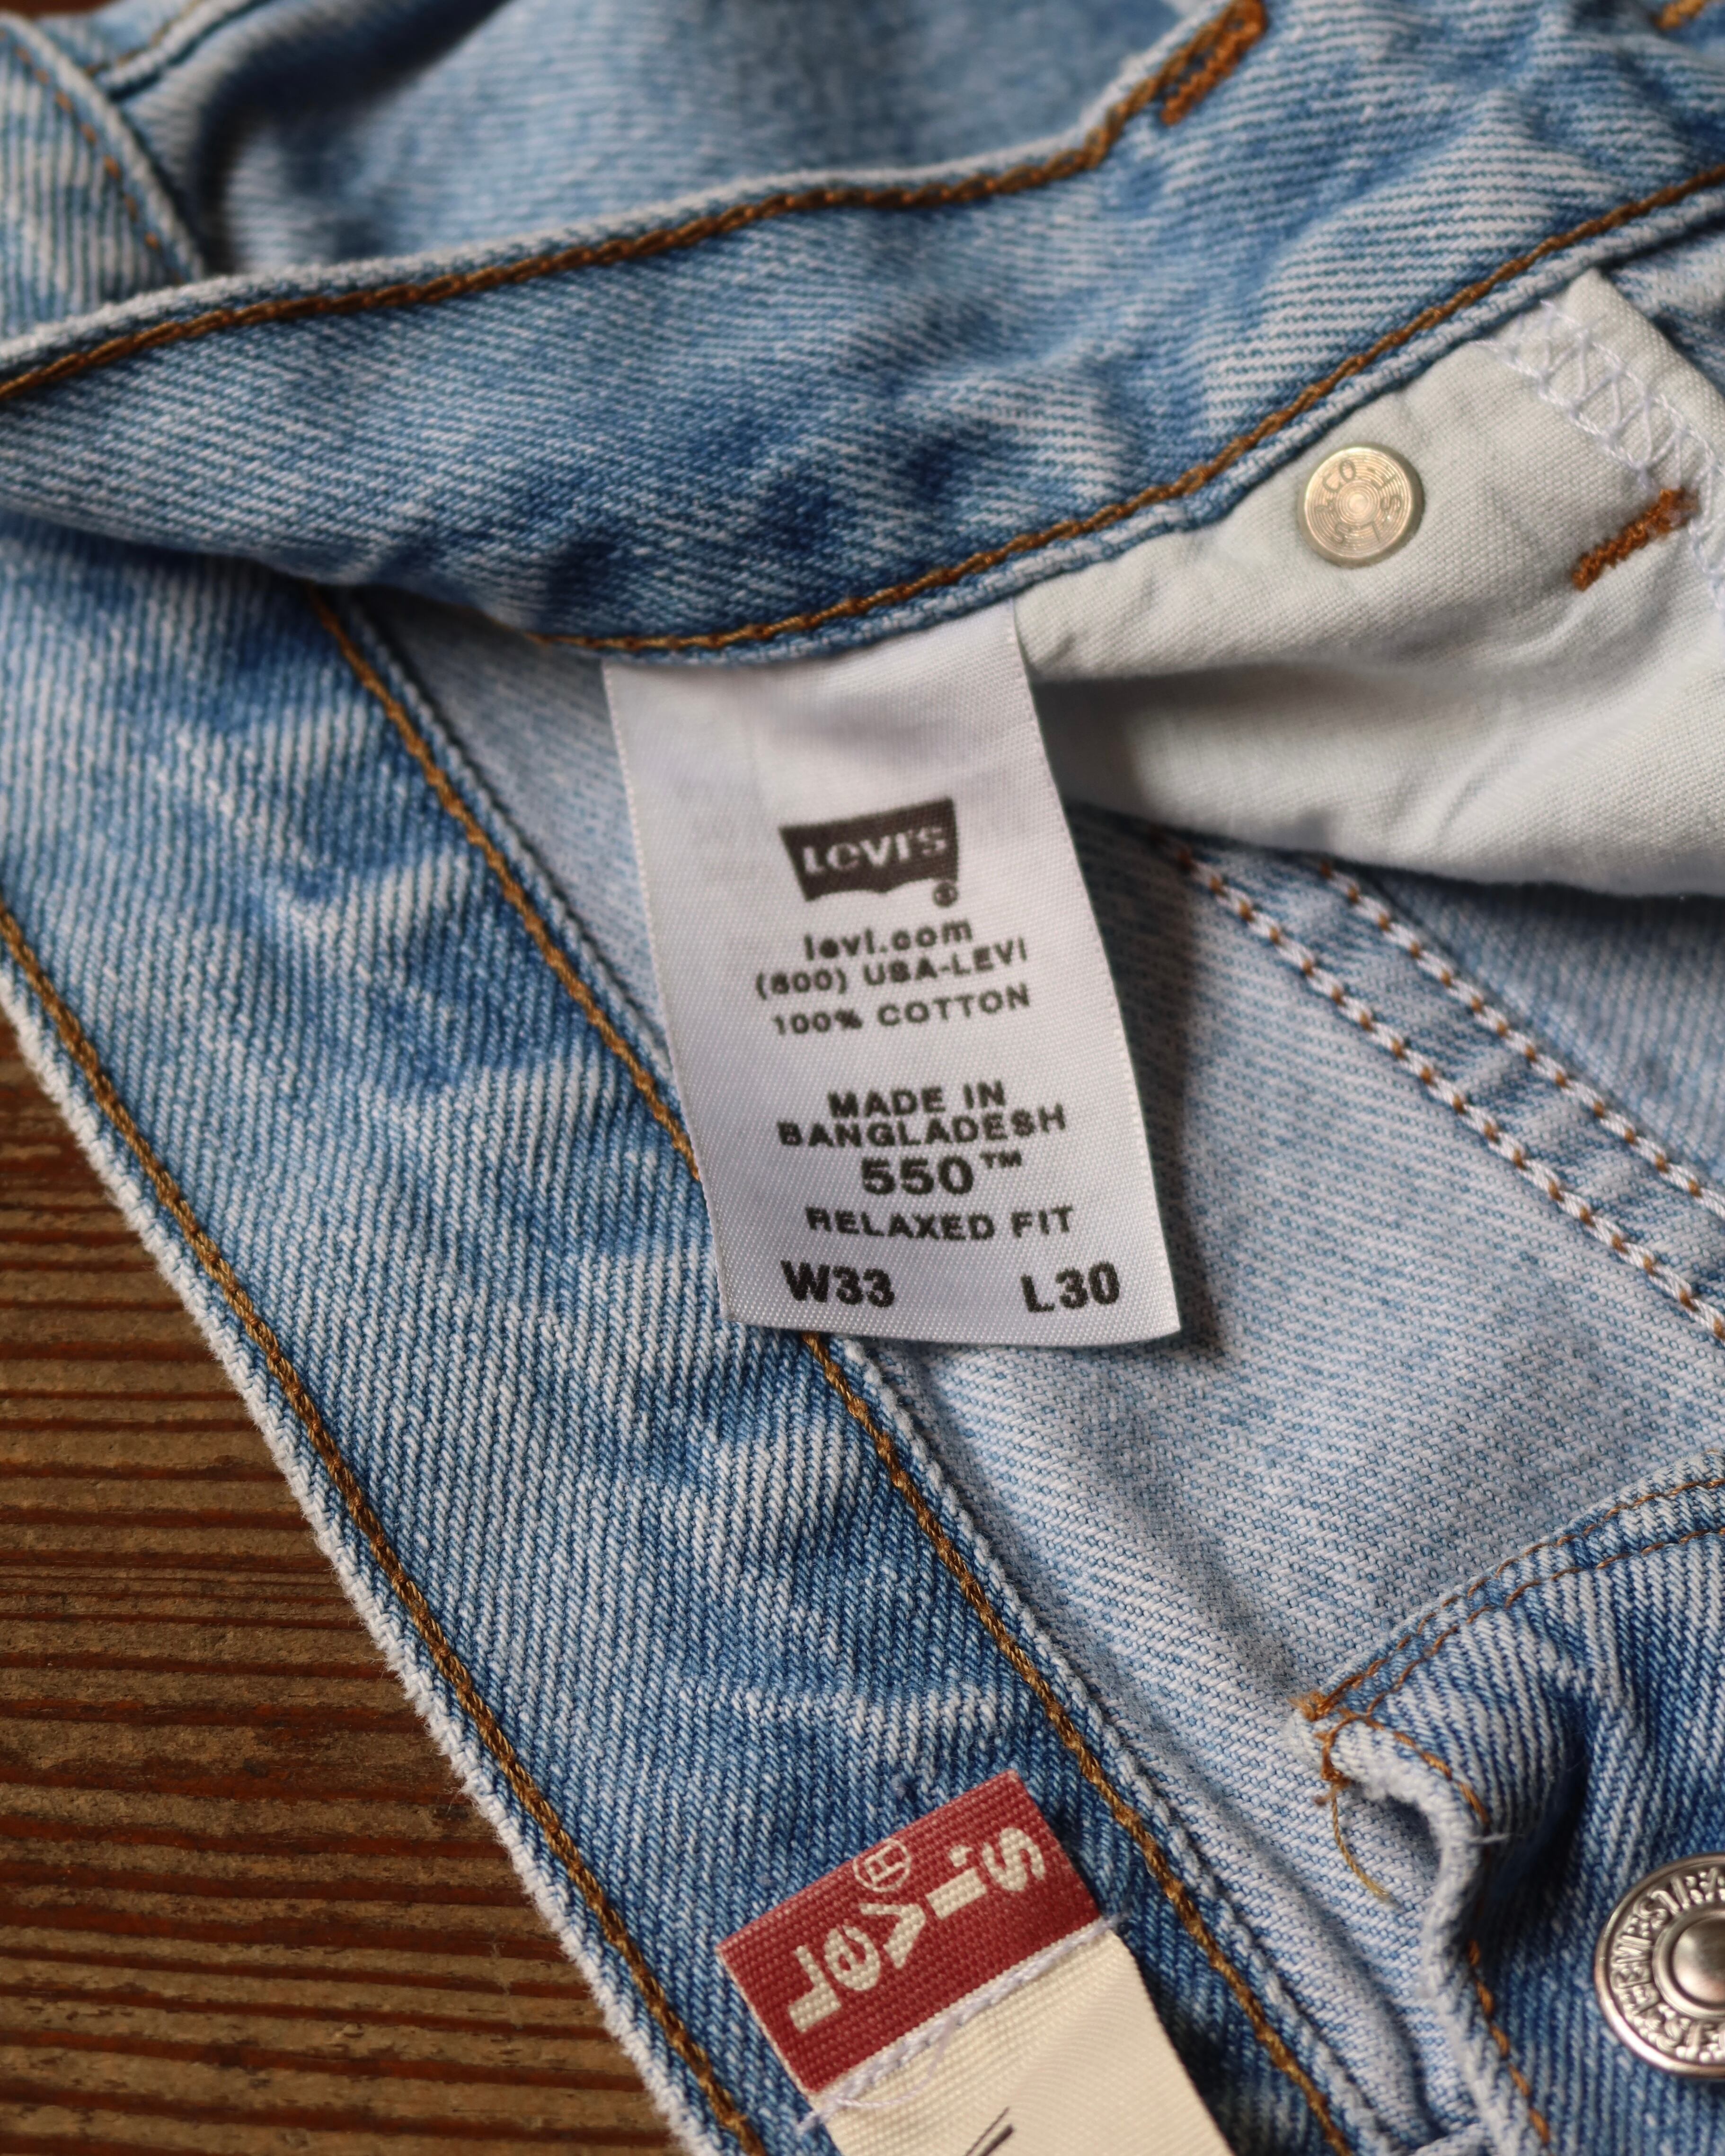 LEVI'S
®
levi.com
(800) USA-LEVI
100% COTTON
MADE IN
BANGLADESH
550™
RELAXED FIT
W33 L30
Levi's®